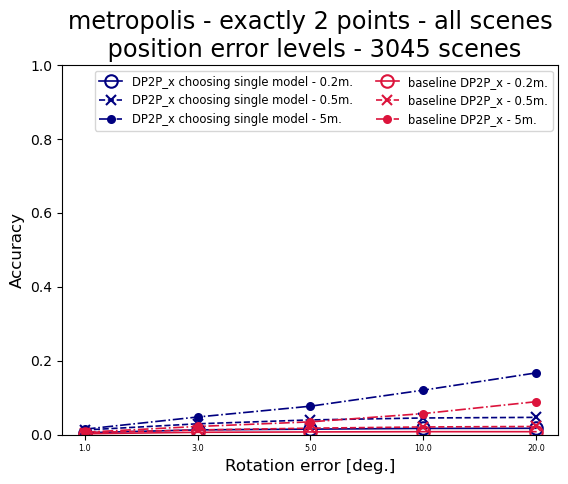 metropolis - exactly 2 points - all scenes
position error levels - 3045 scenes
DP2P_x choosing single model - 0.2m.
DP2P_x choosing single model - 0.5m.
DP2P_x choosing single model - 5m.
baseline DP2P_x - 0.2m.
baseline DP2P_x - 0.5m.
baseline DP2P_x - 5m.
Accuracy
1.0
0.8
0.6
0.4
0.2
0.0
1.0 3.0 5.0 10.0 20.0
Rotation error [deg.]